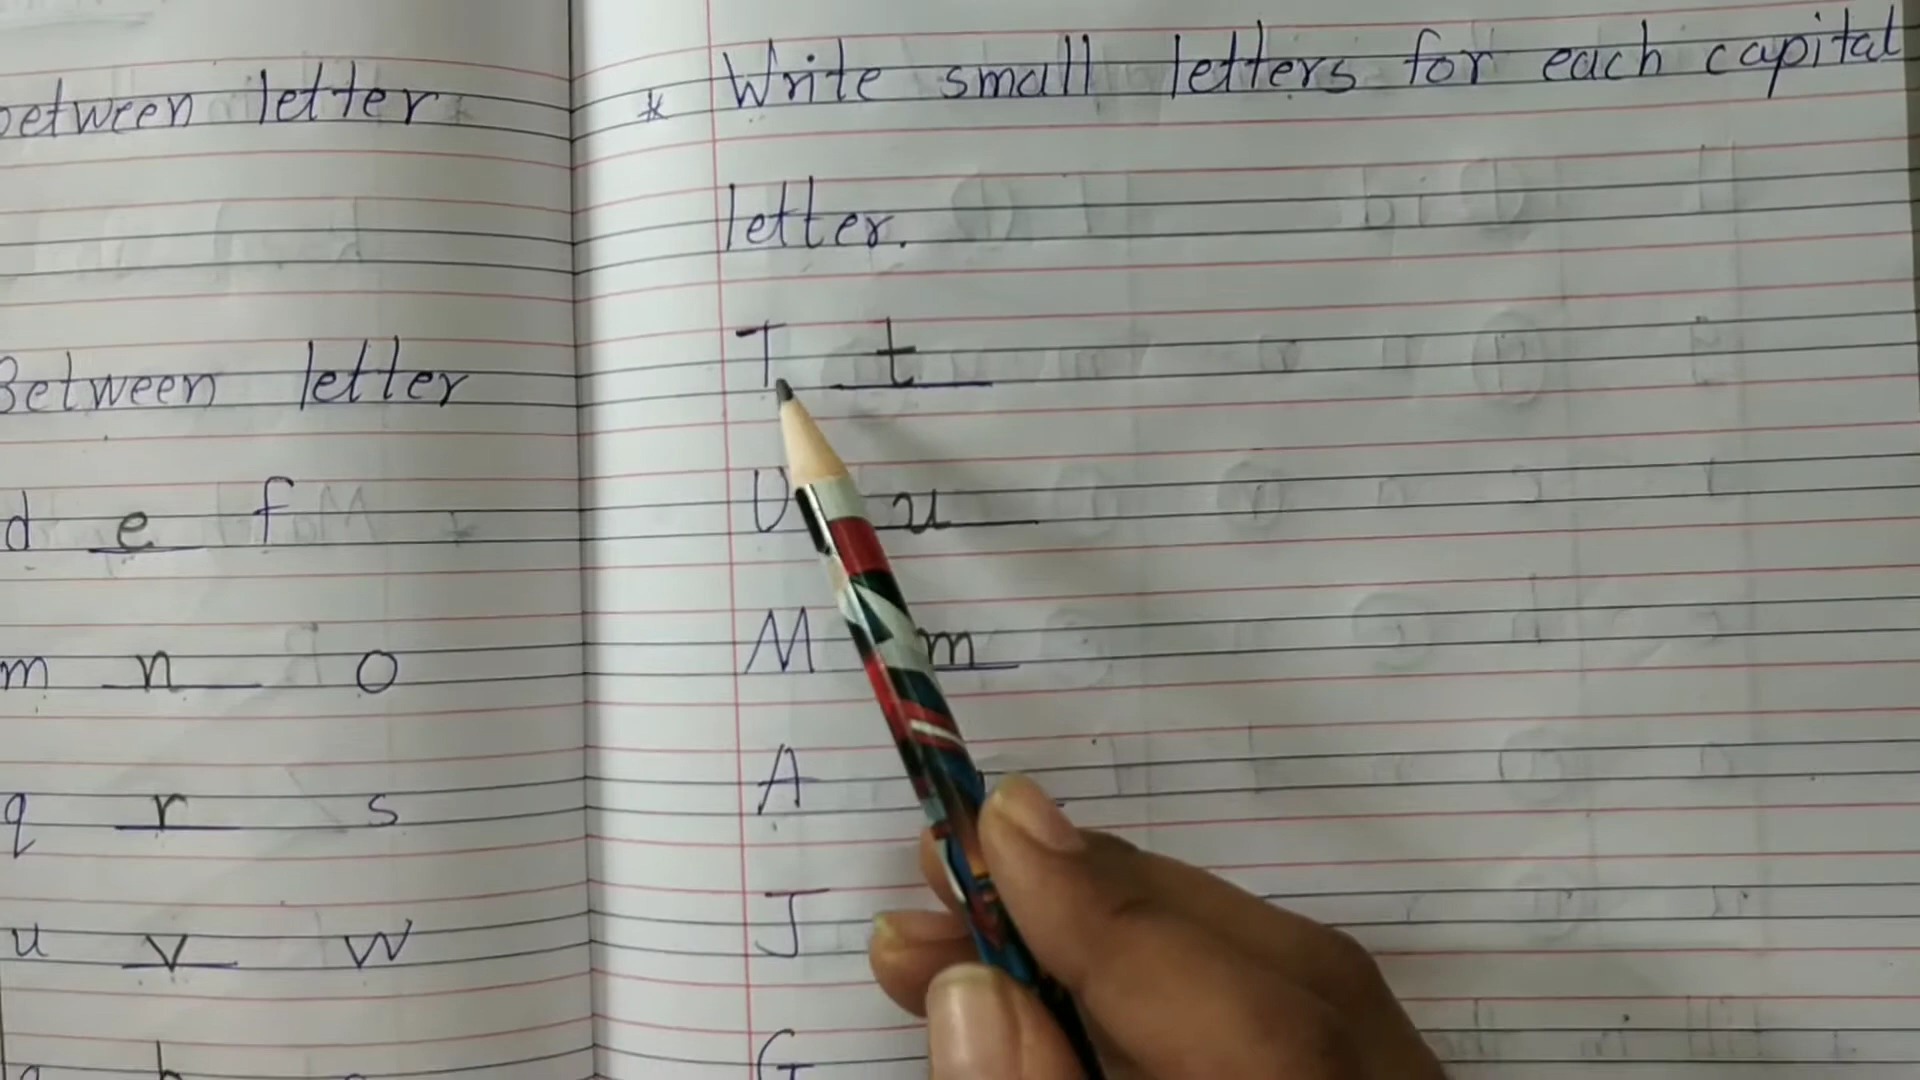 between letter
Between letter
d e f
m n o
q r s
u v w
* Write small letters for each capital
letter.
T t
U u
M m
A
J
G